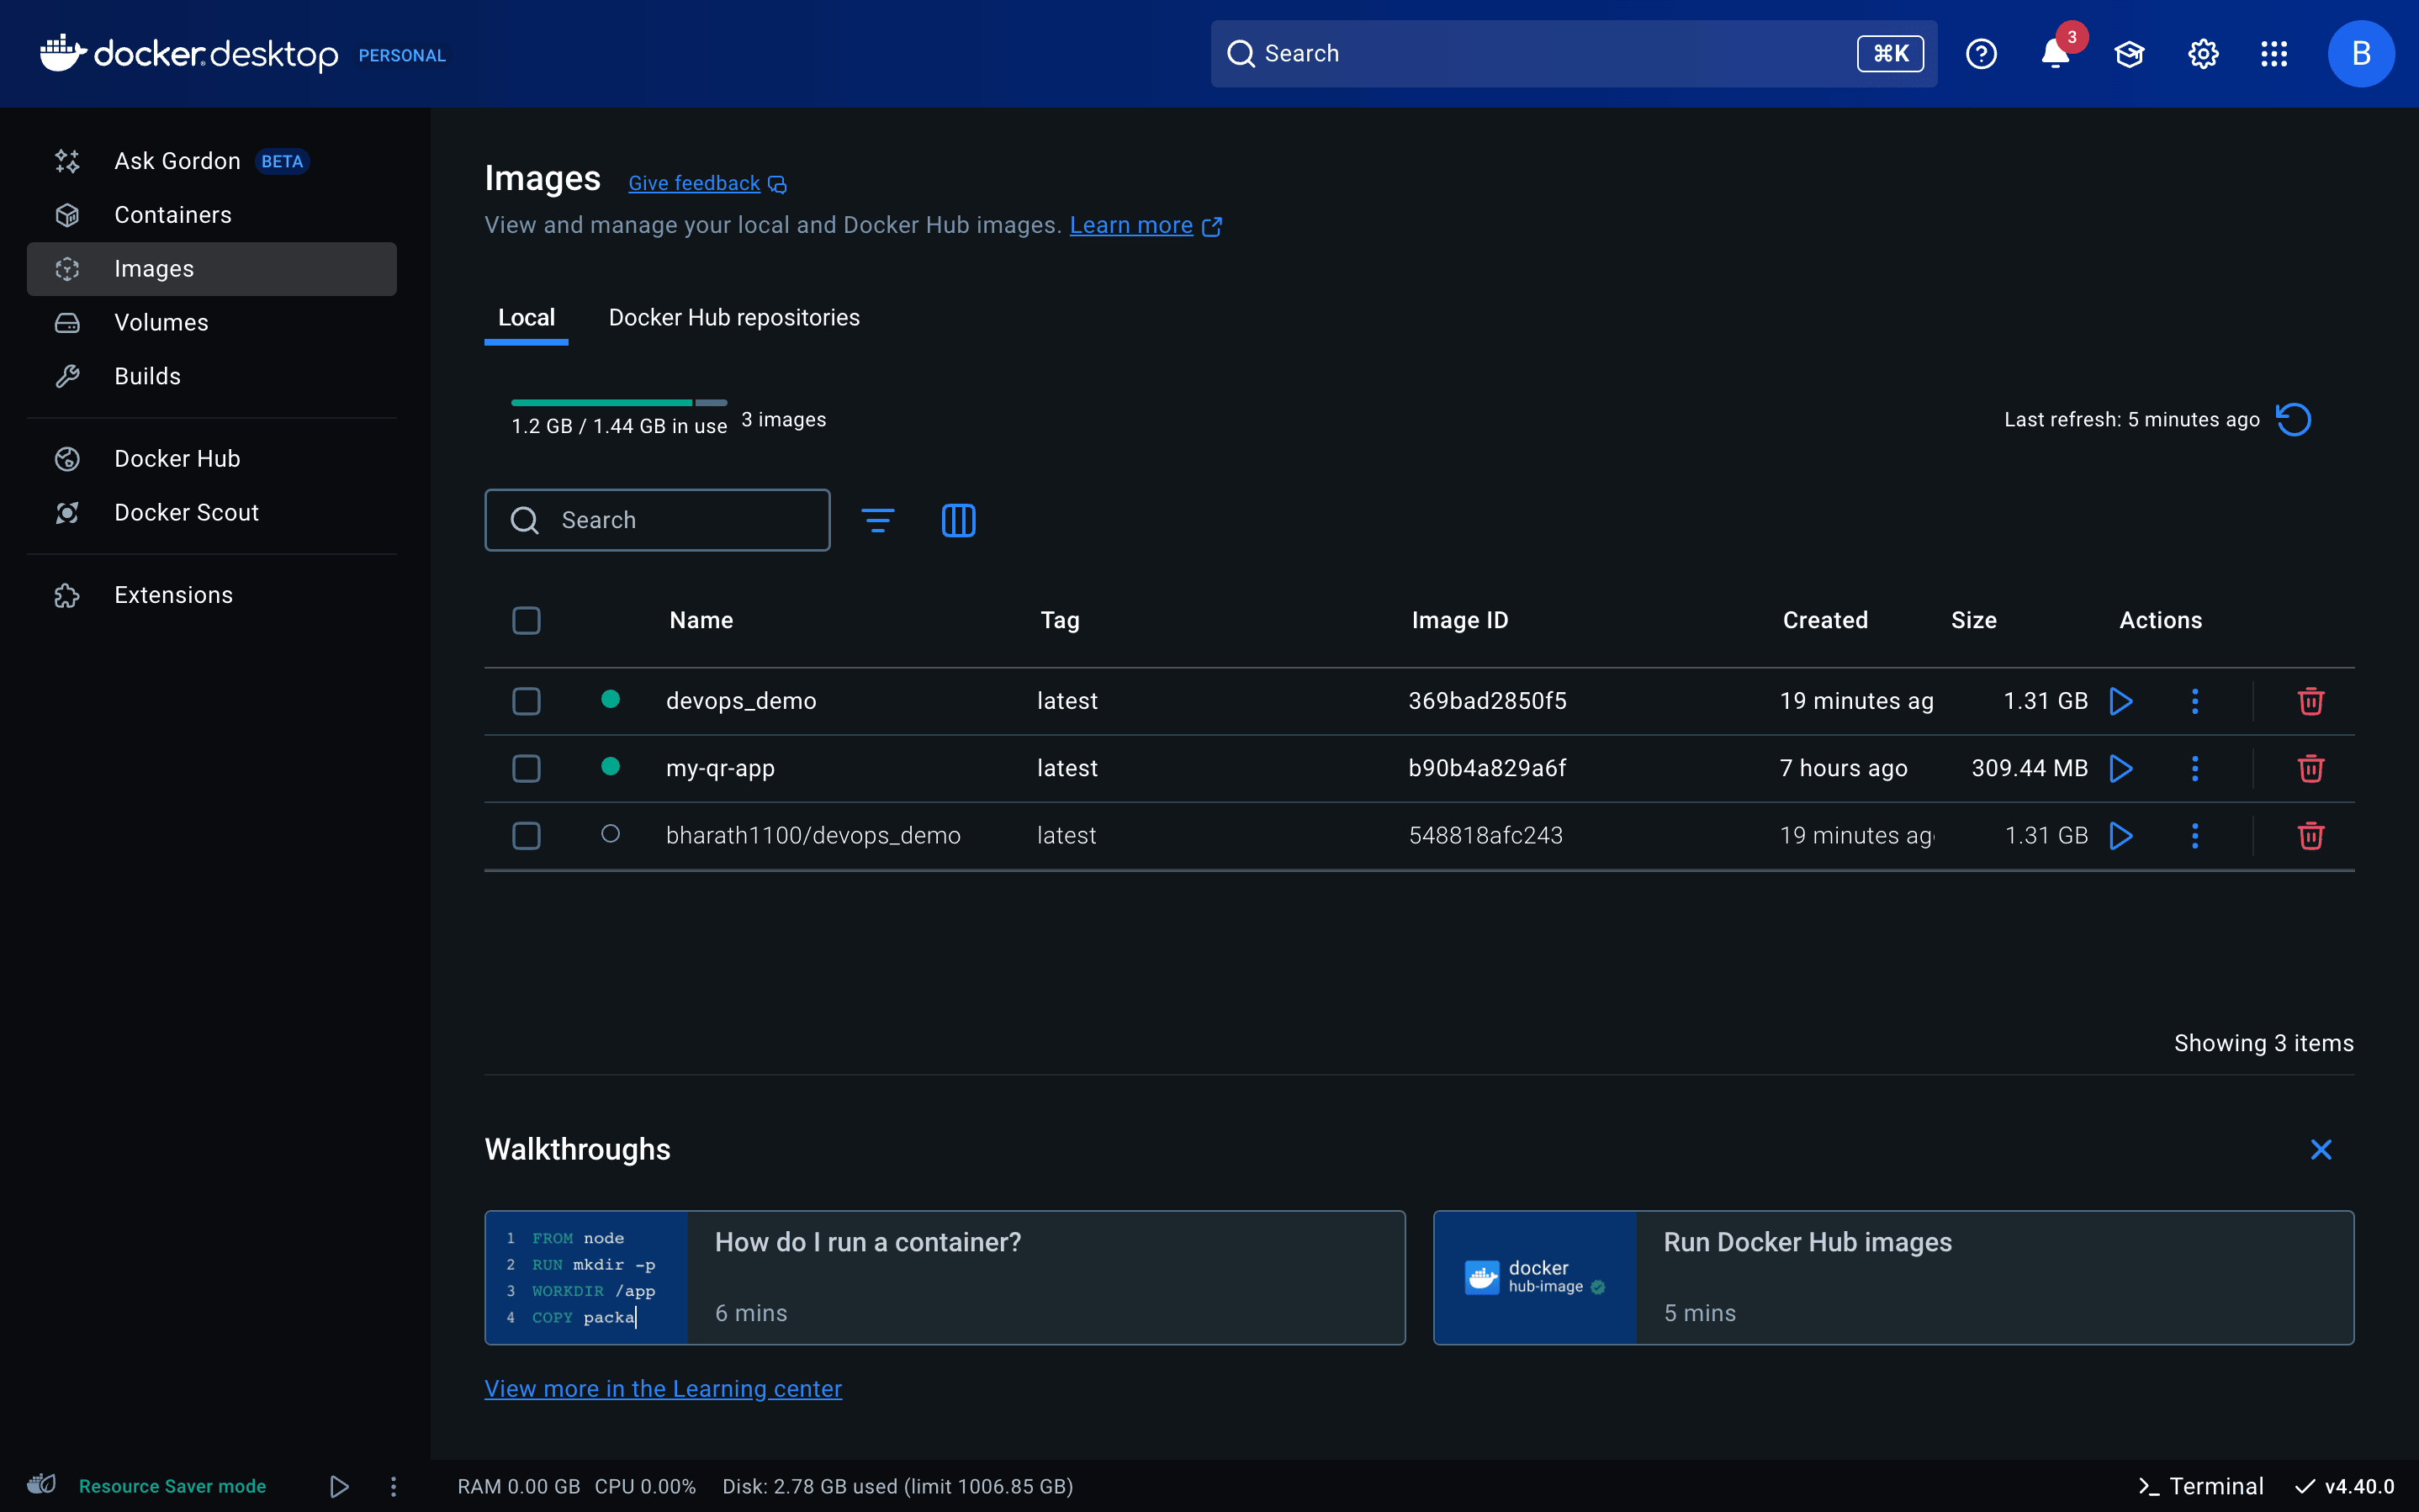 docker.desktop PERSONAL
Search ⌘K
3
B
Ask Gordon BETA
Containers
Images
Volumes
Builds
Docker Hub
Docker Scout
Extensions
Images Give feedback
View and manage your local and Docker Hub images. Learn more
Local Docker Hub repositories
1.2 GB / 1.44 GB in use 3 images
Last refresh: 5 minutes ago
Search
Name Tag Image ID Created Size Actions
devops_demo latest 369bad2850f5 19 minutes ag 1.31 GB
my-qr-app latest b90b4a829a6f 7 hours ago 309.44 MB
bharath1100/devops_demo latest 548818afc243 19 minutes ag 1.31 GB
Showing 3 items
Walkthroughs
1 FROM node
2 RUN mkdir -p
3 WORKDIR /app
4 COPY packa
How do I run a container?
6 mins
docker
hub-image
Run Docker Hub images
5 mins
View more in the Learning center
Resource Saver mode
RAM 0.00 GB CPU 0.00% Disk: 2.78 GB used (limit 1006.85 GB)
>_ Terminal v4.40.0